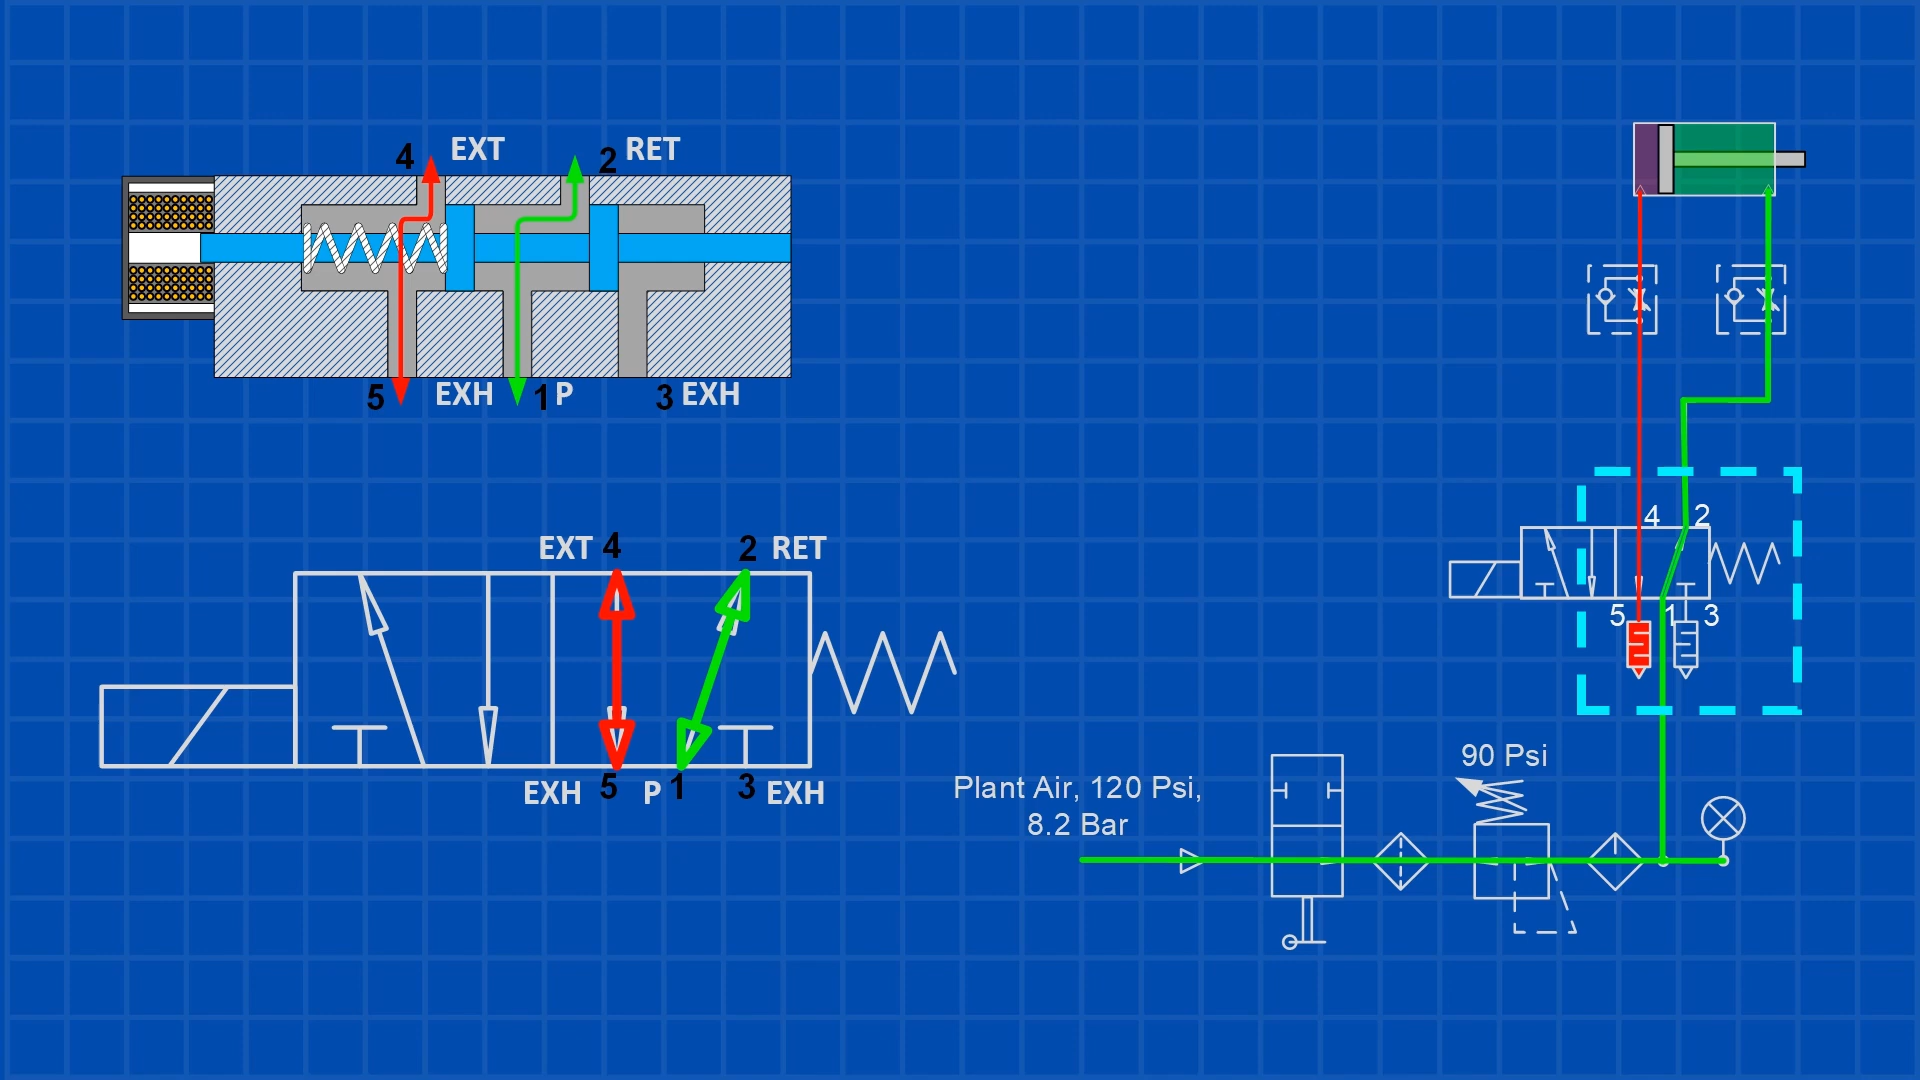 4 EXT 2 RET
5 EXH 1 P 3 EXH
EXT 4 2 RET
EXH 5 P 1 3 EXH
4 2
5 1 3
90 Psi
Plant Air, 120 Psi,
8.2 Bar